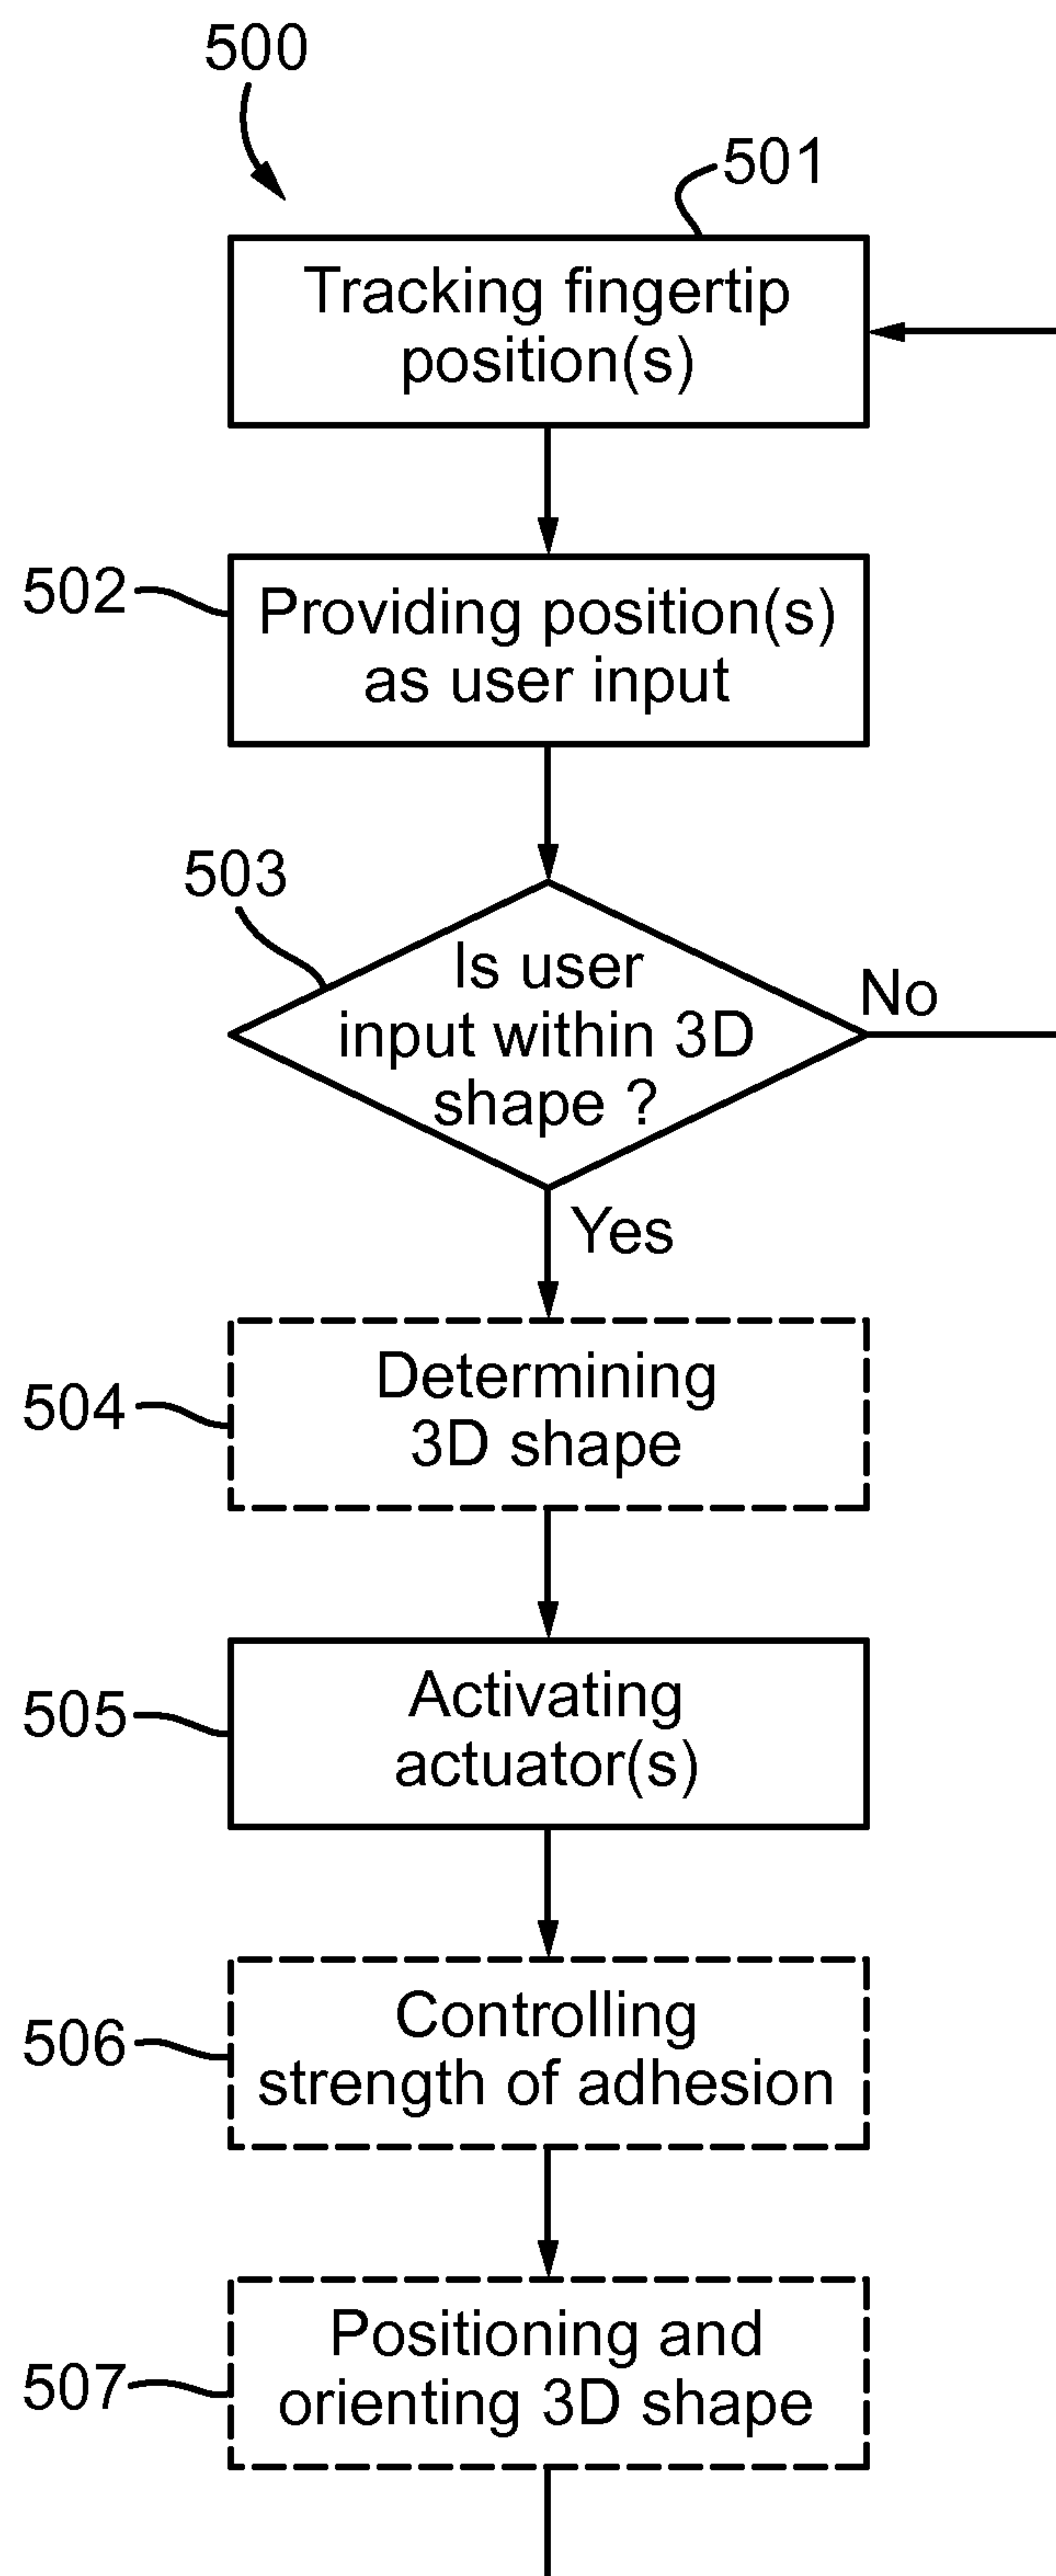 500
501
Tracking fingertip
position(s)
502
Providing position(s)
as user input
503
Is user
input within 3D
shape ?
No
Yes
504
Determining
3D shape
505
Activating
actuator(s)
506
Controlling
strength of adhesion
507
Positioning and
orienting 3D shape